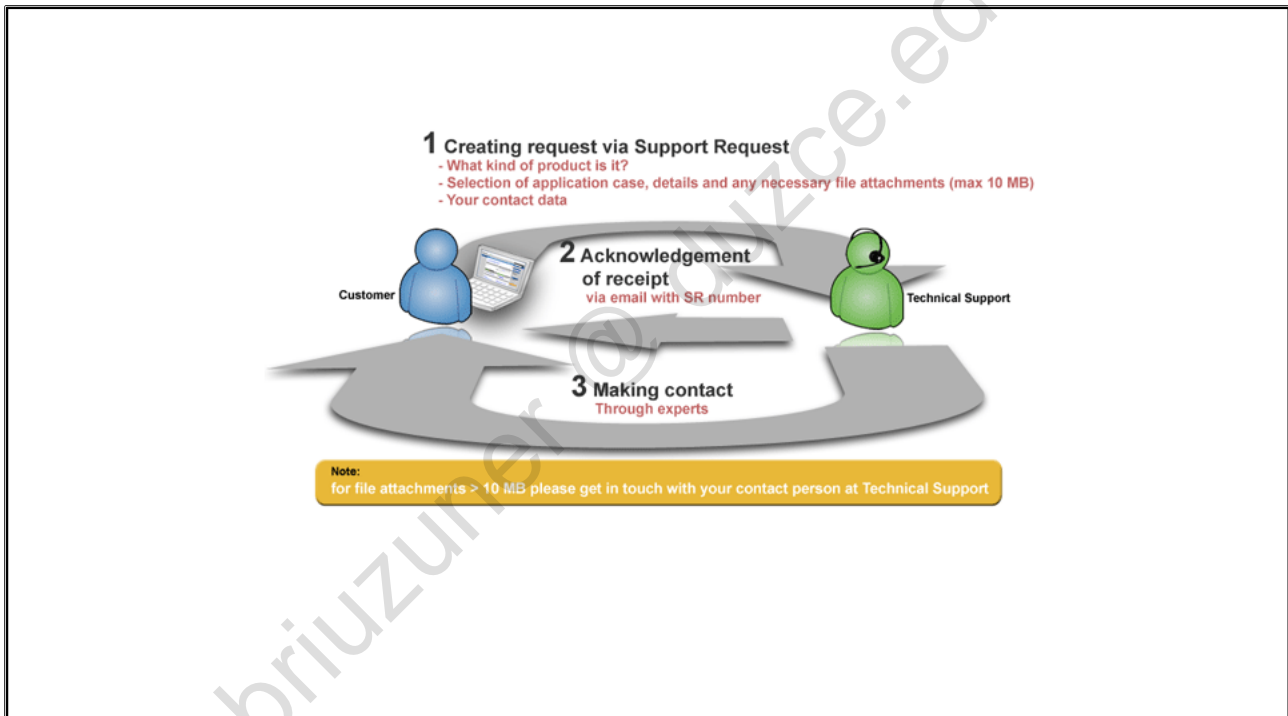 1 Creating request via Support Request
- What kind of product is it?
- Selection of application case, details and any necessary file attachments (max 10 MB)
- Your contact data
2 Acknowledgement
of receipt
via email with SR number
Customer
Technical Support
3 Making contact
Through experts
Note:
for file attachments > 10 MB please get in touch with your contact person at Technical Support
briuzuner @ duzce.ed